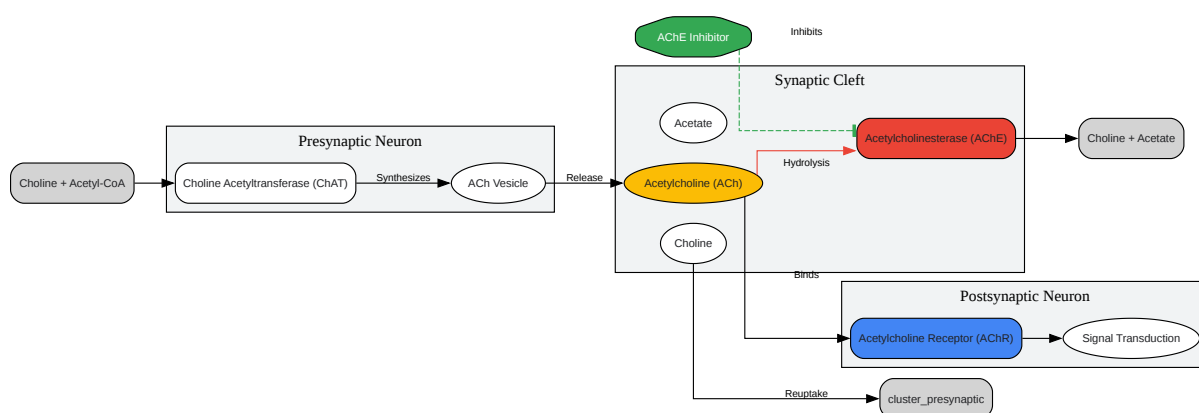 AChE Inhibitor
Inhibits
Synaptic Cleft
Acetate
Acetylcholinesterase (AChE)
Choline + Acetate
Presynaptic Neuron
Hydrolysis
Choline + Acetyl-CoA
Choline Acetyltransferase (ChAT)
Synthesizes
ACh Vesicle
Release
Acetylcholine (ACh)
Choline
Binds
Postsynaptic Neuron
Acetylcholine Receptor (AChR)
Signal Transduction
Reuptake
cluster_presynaptic